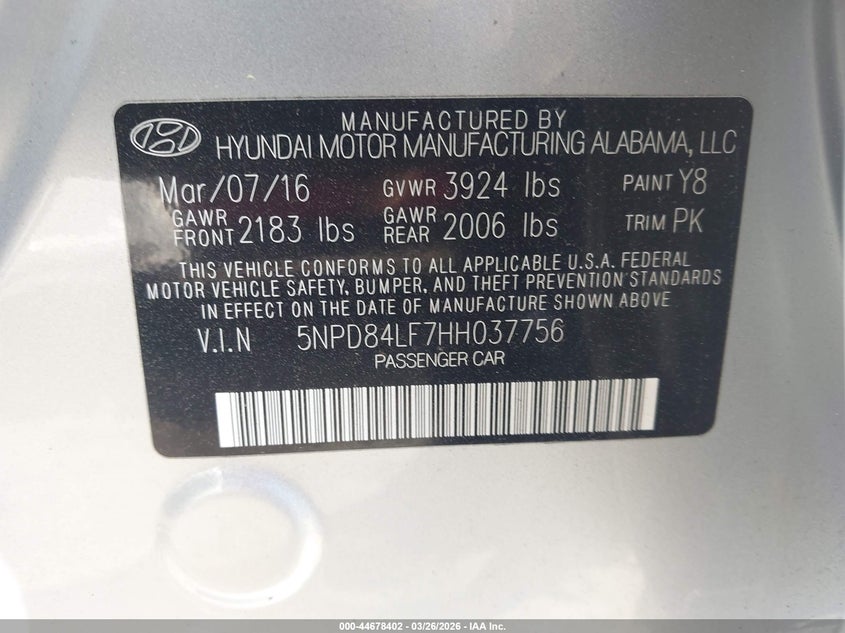 MANUFACTURED BY
HYUNDAI MOTOR MANUFACTURING ALABAMA, LLC
Mar/07/16 GVWR 3924 lbs PAINT Y8
GAWR FRONT 2183 lbs GAWR REAR 2006 lbs TRIM PK
THIS VEHICLE CONFORMS TO ALL APPLICABLE U.S.A. FEDERAL
MOTOR VEHICLE SAFETY, BUMPER, AND THEFT PREVENTION STANDARDS
IN EFFECT ON THE DATE OF MANUFACTURE SHOWN ABOVE
V.I.N 5NPD84LF7HH037756
PASSENGER CAR
000-44678402 - 03/26/2026 - IAA Inc.